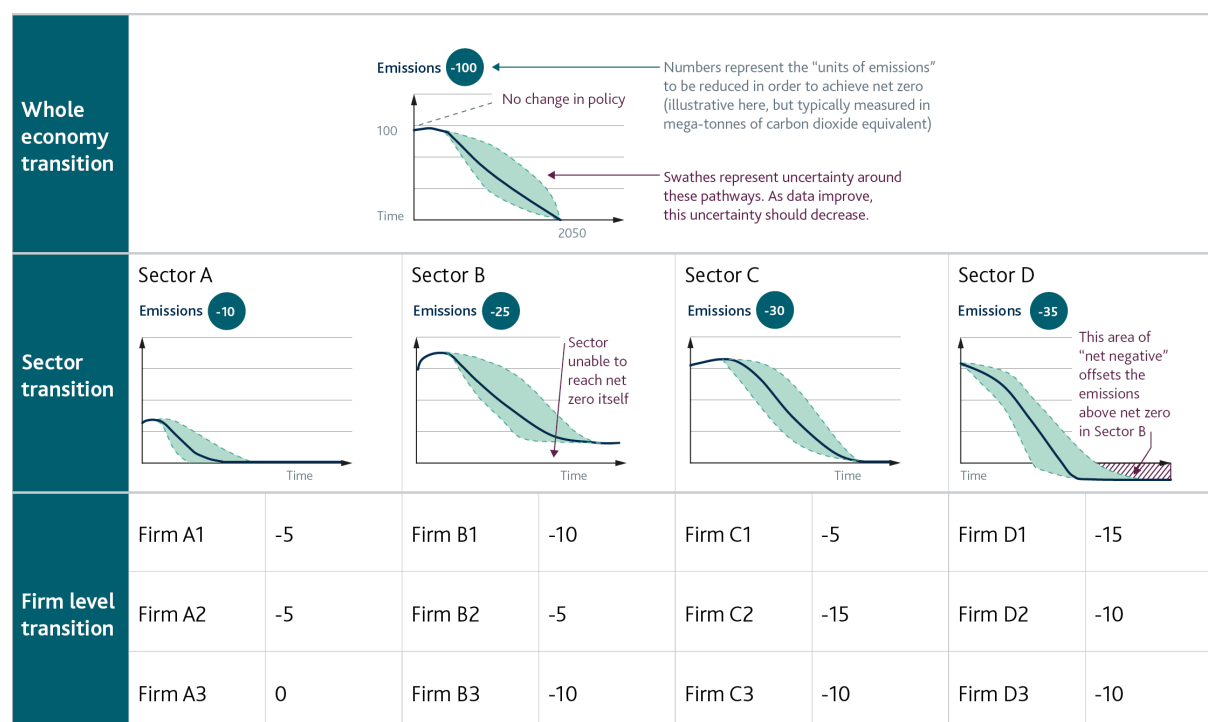 Whole
economy
transition
Emissions -100
Numbers represent the “units of emissions”
to be reduced in order to achieve net zero
(illustrative here, but typically measured in
mega-tonnes of carbon dioxide equivalent)
No change in policy
100
Swathes represent uncertainty around
these pathways. As data improve,
this uncertainty should decrease.
Time
2050
Sector
transition
Sector A
Emissions -10
Time
Sector B
Emissions -25
Sector
unable to
reach net
zero itself
Time
Sector C
Emissions -30
Time
Sector D
Emissions -35
This area of
“net negative”
offsets the
emissions
above net zero
in Sector B
Time
Firm level
transition
Firm A1 -5 Firm B1 -10 Firm C1 -5 Firm D1 -15
Firm A2 -5 Firm B2 -5 Firm C2 -15 Firm D2 -10
Firm A3 0 Firm B3 -10 Firm C3 -10 Firm D3 -10